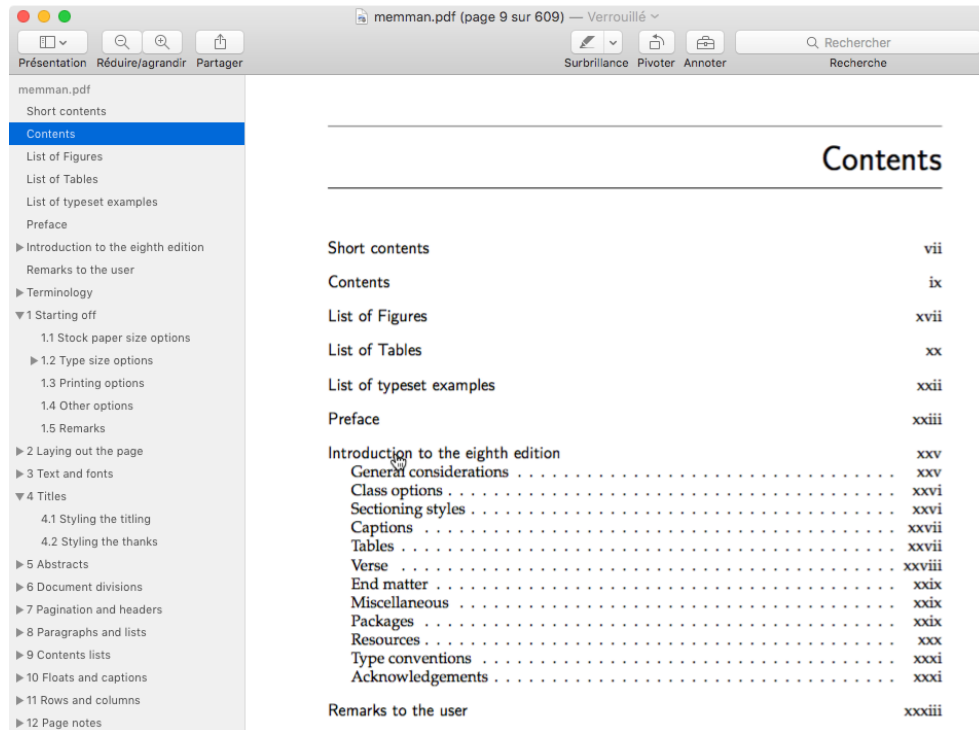 memman.pdf (page 9 sur 609) — Verrouillé
Présentation Réduire/agrandir Partager
Surbrillance Pivoter Annoter
Rechercher
Recherche
memman.pdf
Short contents
Contents
List of Figures
List of Tables
List of typeset examples
Preface
Introduction to the eighth edition
Remarks to the user
Terminology
1 Starting off
1.1 Stock paper size options
1.2 Type size options
1.3 Printing options
1.4 Other options
1.5 Remarks
2 Laying out the page
3 Text and fonts
4 Titles
4.1 Styling the titling
4.2 Styling the thanks
5 Abstracts
6 Document divisions
7 Pagination and headers
8 Paragraphs and lists
9 Contents lists
10 Floats and captions
11 Rows and columns
12 Page notes
Contents
Short contents vii
Contents ix
List of Figures xvii
List of Tables xx
List of typeset examples xxii
Preface xxiii
Introduction to the eighth edition xxv
General considerations . . . . . . . . . . . . . . . . . . . . . . . . . . . . . . xxv
Class options . . . . . . . . . . . . . . . . . . . . . . . . . . . . . . . . . . . xxvi
Sectioning styles . . . . . . . . . . . . . . . . . . . . . . . . . . . . . . . . . xxvi
Captions . . . . . . . . . . . . . . . . . . . . . . . . . . . . . . . . . . . . . xxvii
Tables . . . . . . . . . . . . . . . . . . . . . . . . . . . . . . . . . . . . . . xxvii
Verse . . . . . . . . . . . . . . . . . . . . . . . . . . . . . . . . . . . . . . . xxviii
End matter . . . . . . . . . . . . . . . . . . . . . . . . . . . . . . . . . . . . xxix
Miscellaneous . . . . . . . . . . . . . . . . . . . . . . . . . . . . . . . . . . xxix
Packages . . . . . . . . . . . . . . . . . . . . . . . . . . . . . . . . . . . . . xxix
Resources . . . . . . . . . . . . . . . . . . . . . . . . . . . . . . . . . . . . . xxx
Type conventions . . . . . . . . . . . . . . . . . . . . . . . . . . . . . . . . xxxi
Acknowledgements . . . . . . . . . . . . . . . . . . . . . . . . . . . . . . . xxxi
Remarks to the user xxxiii